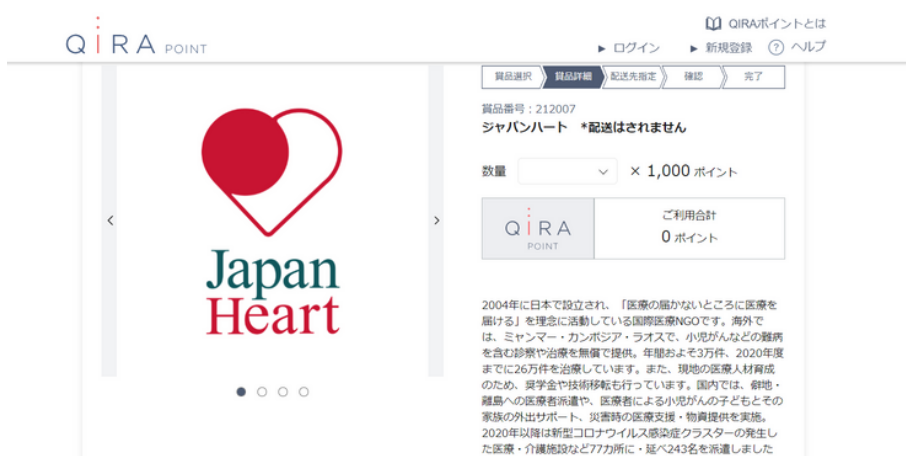 QIRAポイントとは
QIRA POINT
ログイン
新規登録
? ヘルプ
賞品選択
賞品詳細
配送先指定
確認
完了
賞品番号：212007
ジャパンハート *配送はされません
数量 × 1,000 ポイント
QIRA
POINT
ご利用合計
0 ポイント
Japan
Heart
2004年に日本で設立され、「医療の届かないところに医療を
届ける」を理念に活動している国際医療NGOです。海外で
は、ミャンマー・カンボジア・ラオスで、小児がんなどの難病
を含む診察や治療を無償で提供。年間およそ3万件、2020年度
までに26万件を治療しています。また、現地の医療人材育成
のため、奨学金や技術移転も行っています。国内では、僻地・
離島への医療者派遣や、医療者による小児がんの子どもとその
家族の外出サポート、災害時の医療支援・物資提供を実施。
2020年以降は新型コロナウイルス感染症クラスターの発生し
た医療・介護施設など77カ所に・延べ243名を派遣しました